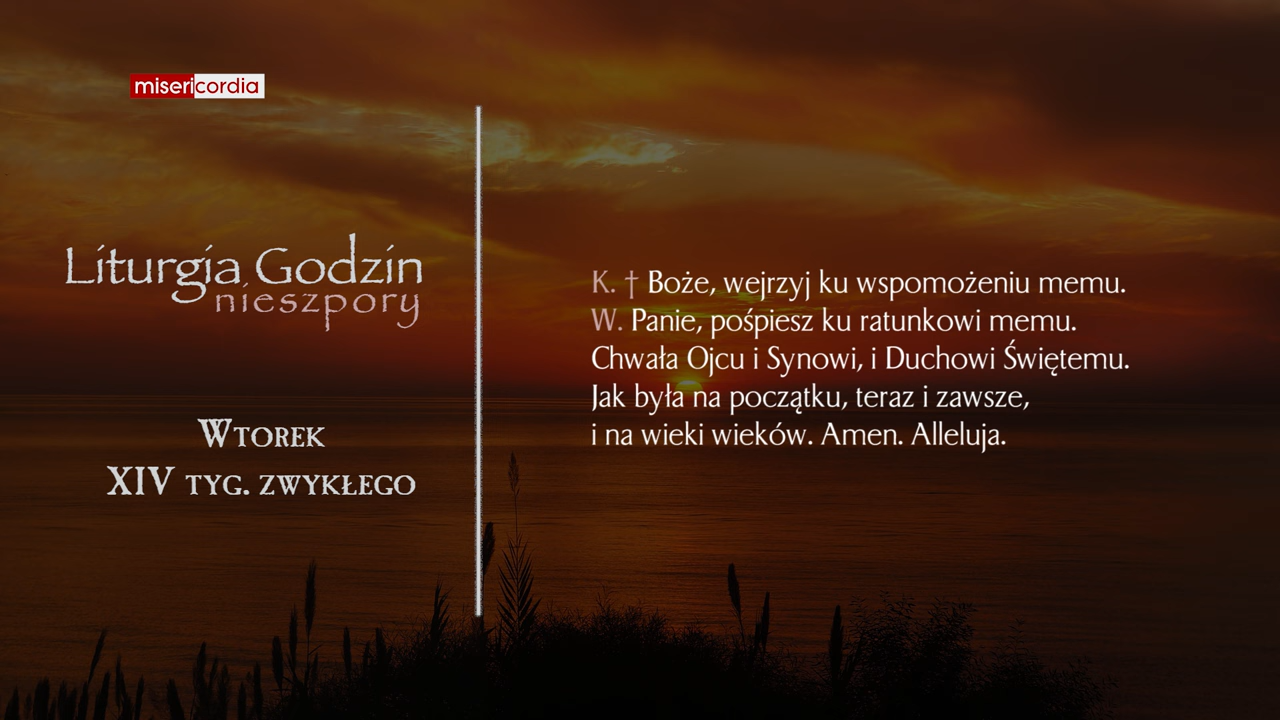 misericordia
Liturgia Godzin
nieszpory
Wtorek
XIV tyg. zwykłego
K. † Boże, wejrzyj ku wspomożeniu memu.
W. Panie, pośpiesz ku ratunkowi memu.
Chwała Ojcu i Synowi, i Duchowi Świętemu.
Jak była na początku, teraz i zawsze,
i na wieki wieków. Amen. Alleluja.